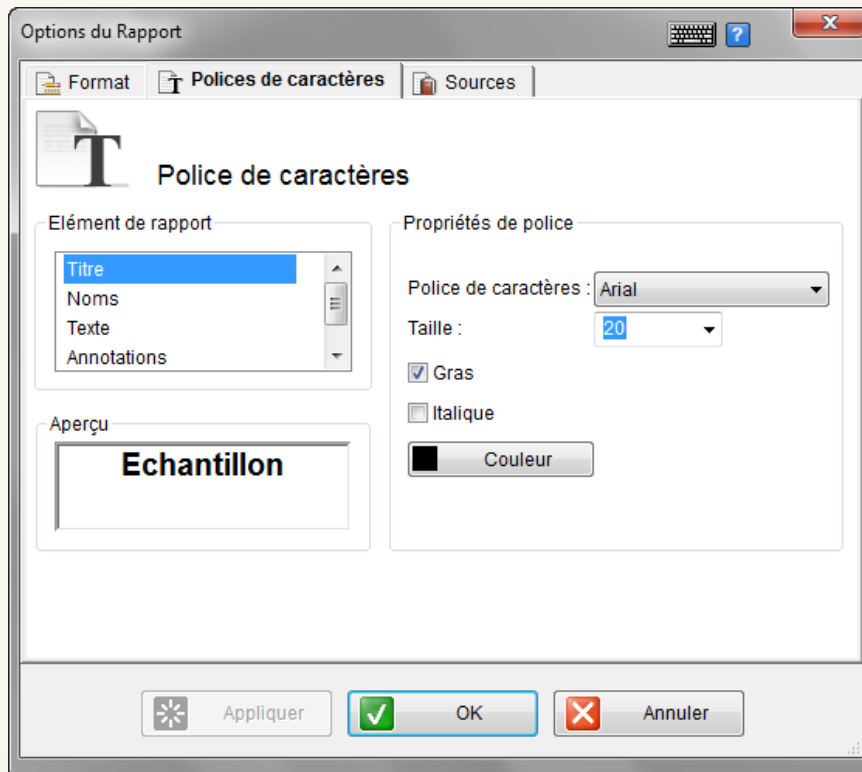 Options du Rapport
?
Format Polices de caractères Sources
T Police de caractères
Elément de rapport
Titre
Noms
Texte
Annotations
Aperçu
Echantillon
Propriétés de police
Police de caractères : Arial
Taille : 20
Gras
Italique
Couleur
Appliquer OK Annuler